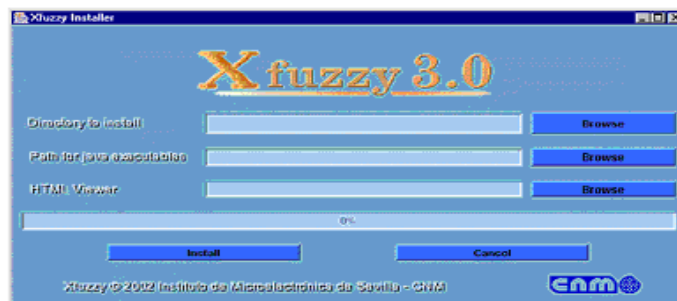 Xfuzzy Installer
Xfuzzy 3.0
Directory to install
Browse
Path for java executables
Browse
HTML Viewer
Browse
0%
Install
Cancel
Xfuzzy © 2002 Instituto de Microelectrónica de Sevilla - CNM
cnm